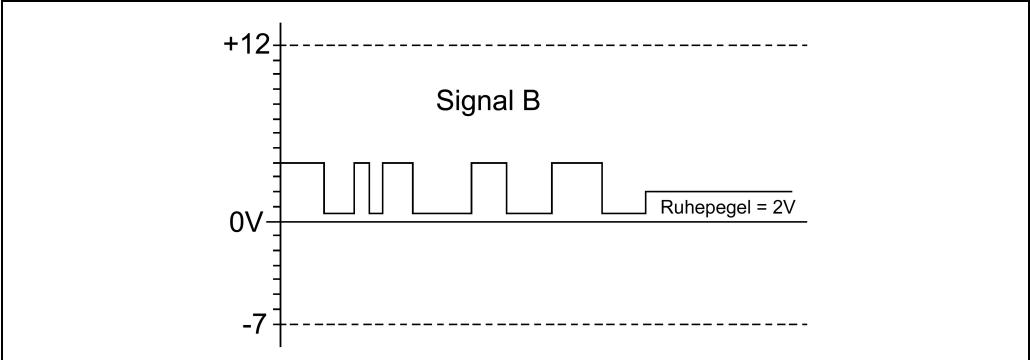 +12
Signal B
Ruhepegel = 2V
0V
-7